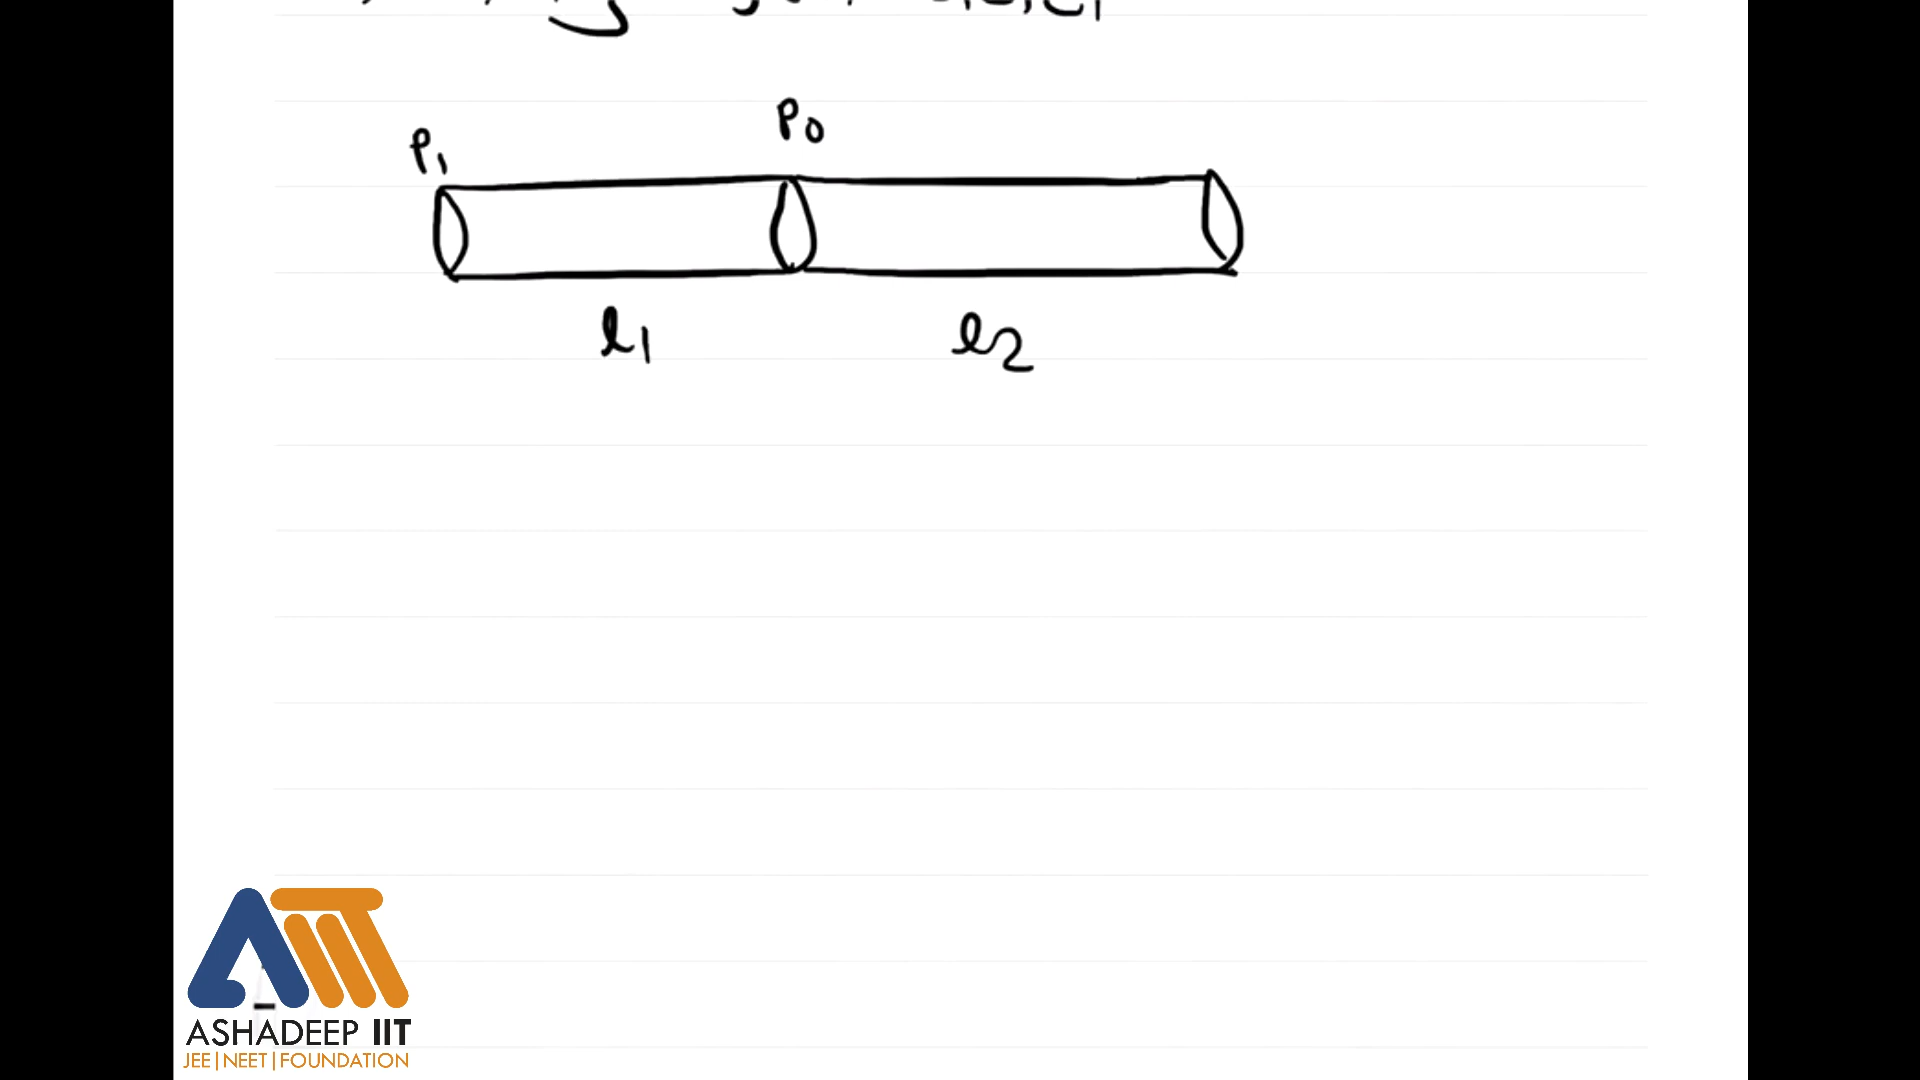 P1 P0
l1 l2
ASHADEEP IIT
JEE|NEET|FOUNDATION